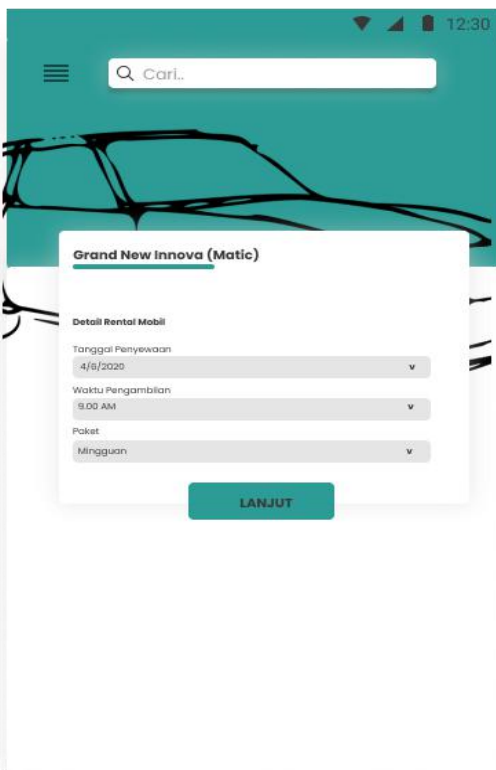 12:30
Cari..
Grand New Innova (Matic)
Detail Rental Mobil
Tanggal Penyewaan
4/6/2020
v
Waktu Pengambilan
9.00 AM
v
Paket
Mingguan
v
LANJUT